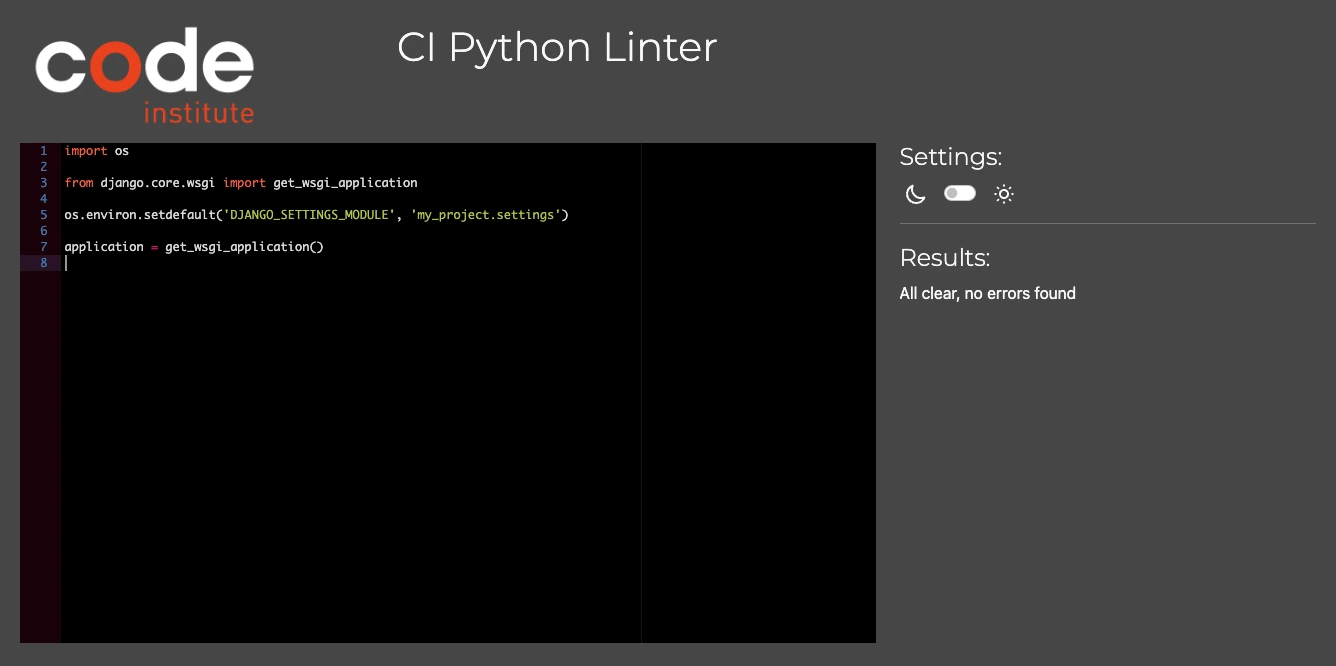 code
institute
CI Python Linter
1 import os
2
3 from django.core.wsgi import get_wsgi_application
4
5 os.environ.setdefault('DJANGO_SETTINGS_MODULE', 'my_project.settings')
6
7 application = get_wsgi_application()
8
Settings:
Results:
All clear, no errors found